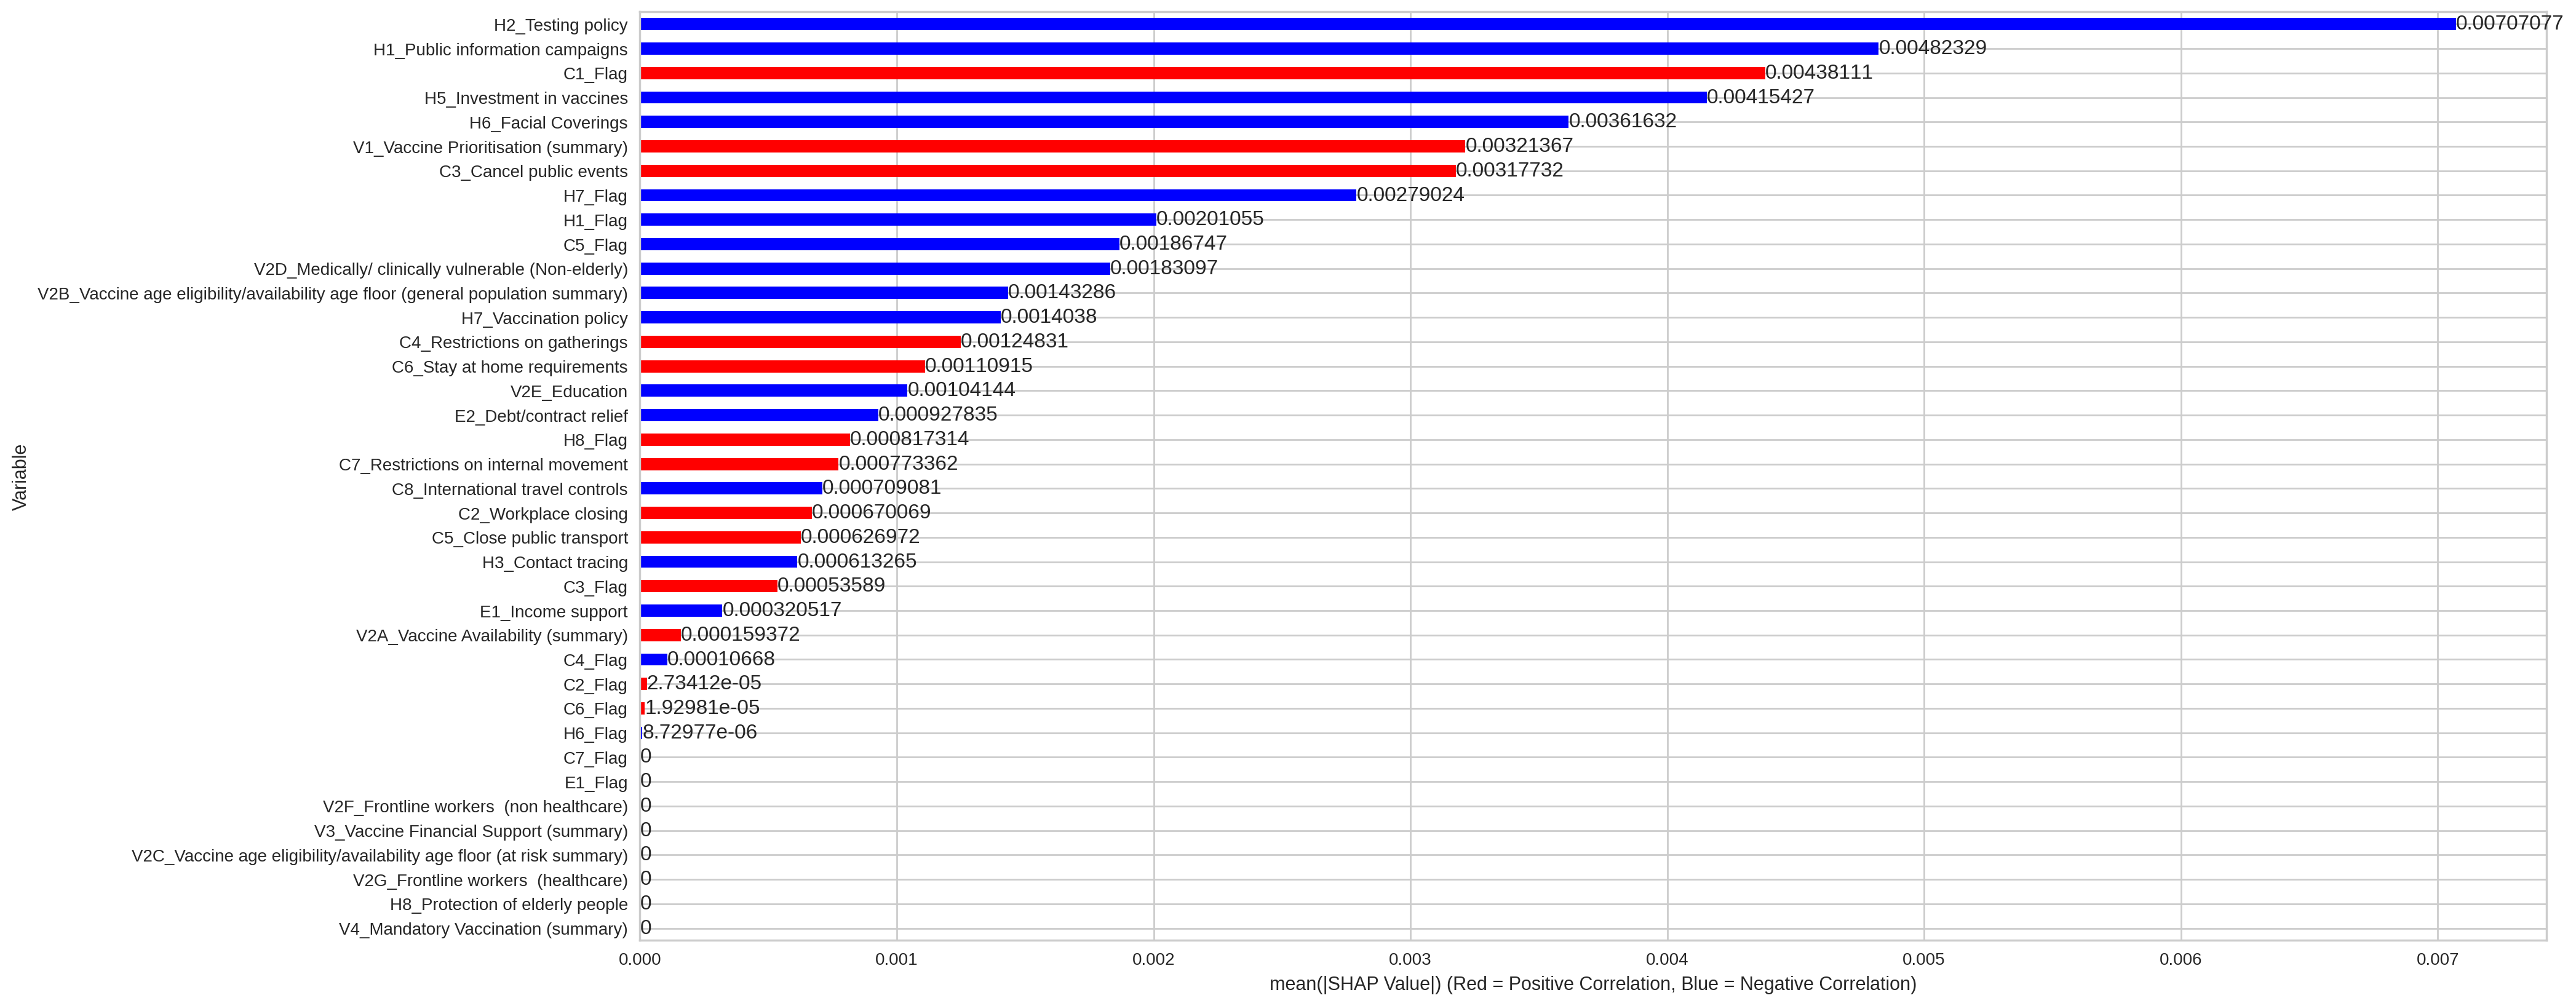 H2_Testing policy 0.00707077
H1_Public information campaigns 0.00482329
C1_Flag 0.00438111
H5_Investment in vaccines 0.00415427
H6_Facial Coverings 0.00361632
V1_Vaccine Prioritisation (summary) 0.00321367
C3_Cancel public events 0.00317732
H7_Flag 0.00279024
H1_Flag 0.00201055
C5_Flag 0.00186747
V2D_Medically/ clinically vulnerable (Non-elderly) 0.00183097
V2B_Vaccine age eligibility/availability age floor (general population summary) 0.00143286
H7_Vaccination policy 0.0014038
C4_Restrictions on gatherings 0.00124831
C6_Stay at home requirements 0.00110915
V2E_Education 0.00104144
E2_Debt/contract relief 0.000927835
H8_Flag 0.000817314
C7_Restrictions on internal movement 0.000773362
C8_International travel controls 0.000709081
C2_Workplace closing 0.000670069
C5_Close public transport 0.000626972
H3_Contact tracing 0.000613265
C3_Flag 0.00053589
E1_Income support 0.000320517
V2A_Vaccine Availability (summary) 0.000159372
C4_Flag 0.00010668
C2_Flag 2.73412e-05
C6_Flag 1.92981e-05
H6_Flag 8.72977e-06
C7_Flag 0
E1_Flag 0
V2F_Frontline workers  (non healthcare) 0
V3_Vaccine Financial Support (summary) 0
V2C_Vaccine age eligibility/availability age floor (at risk summary) 0
V2G_Frontline workers  (healthcare) 0
H8_Protection of elderly people 0
V4_Mandatory Vaccination (summary) 0
Variable
0.000 0.001 0.002 0.003 0.004 0.005 0.006 0.007
mean(|SHAP Value|) (Red = Positive Correlation, Blue = Negative Correlation)